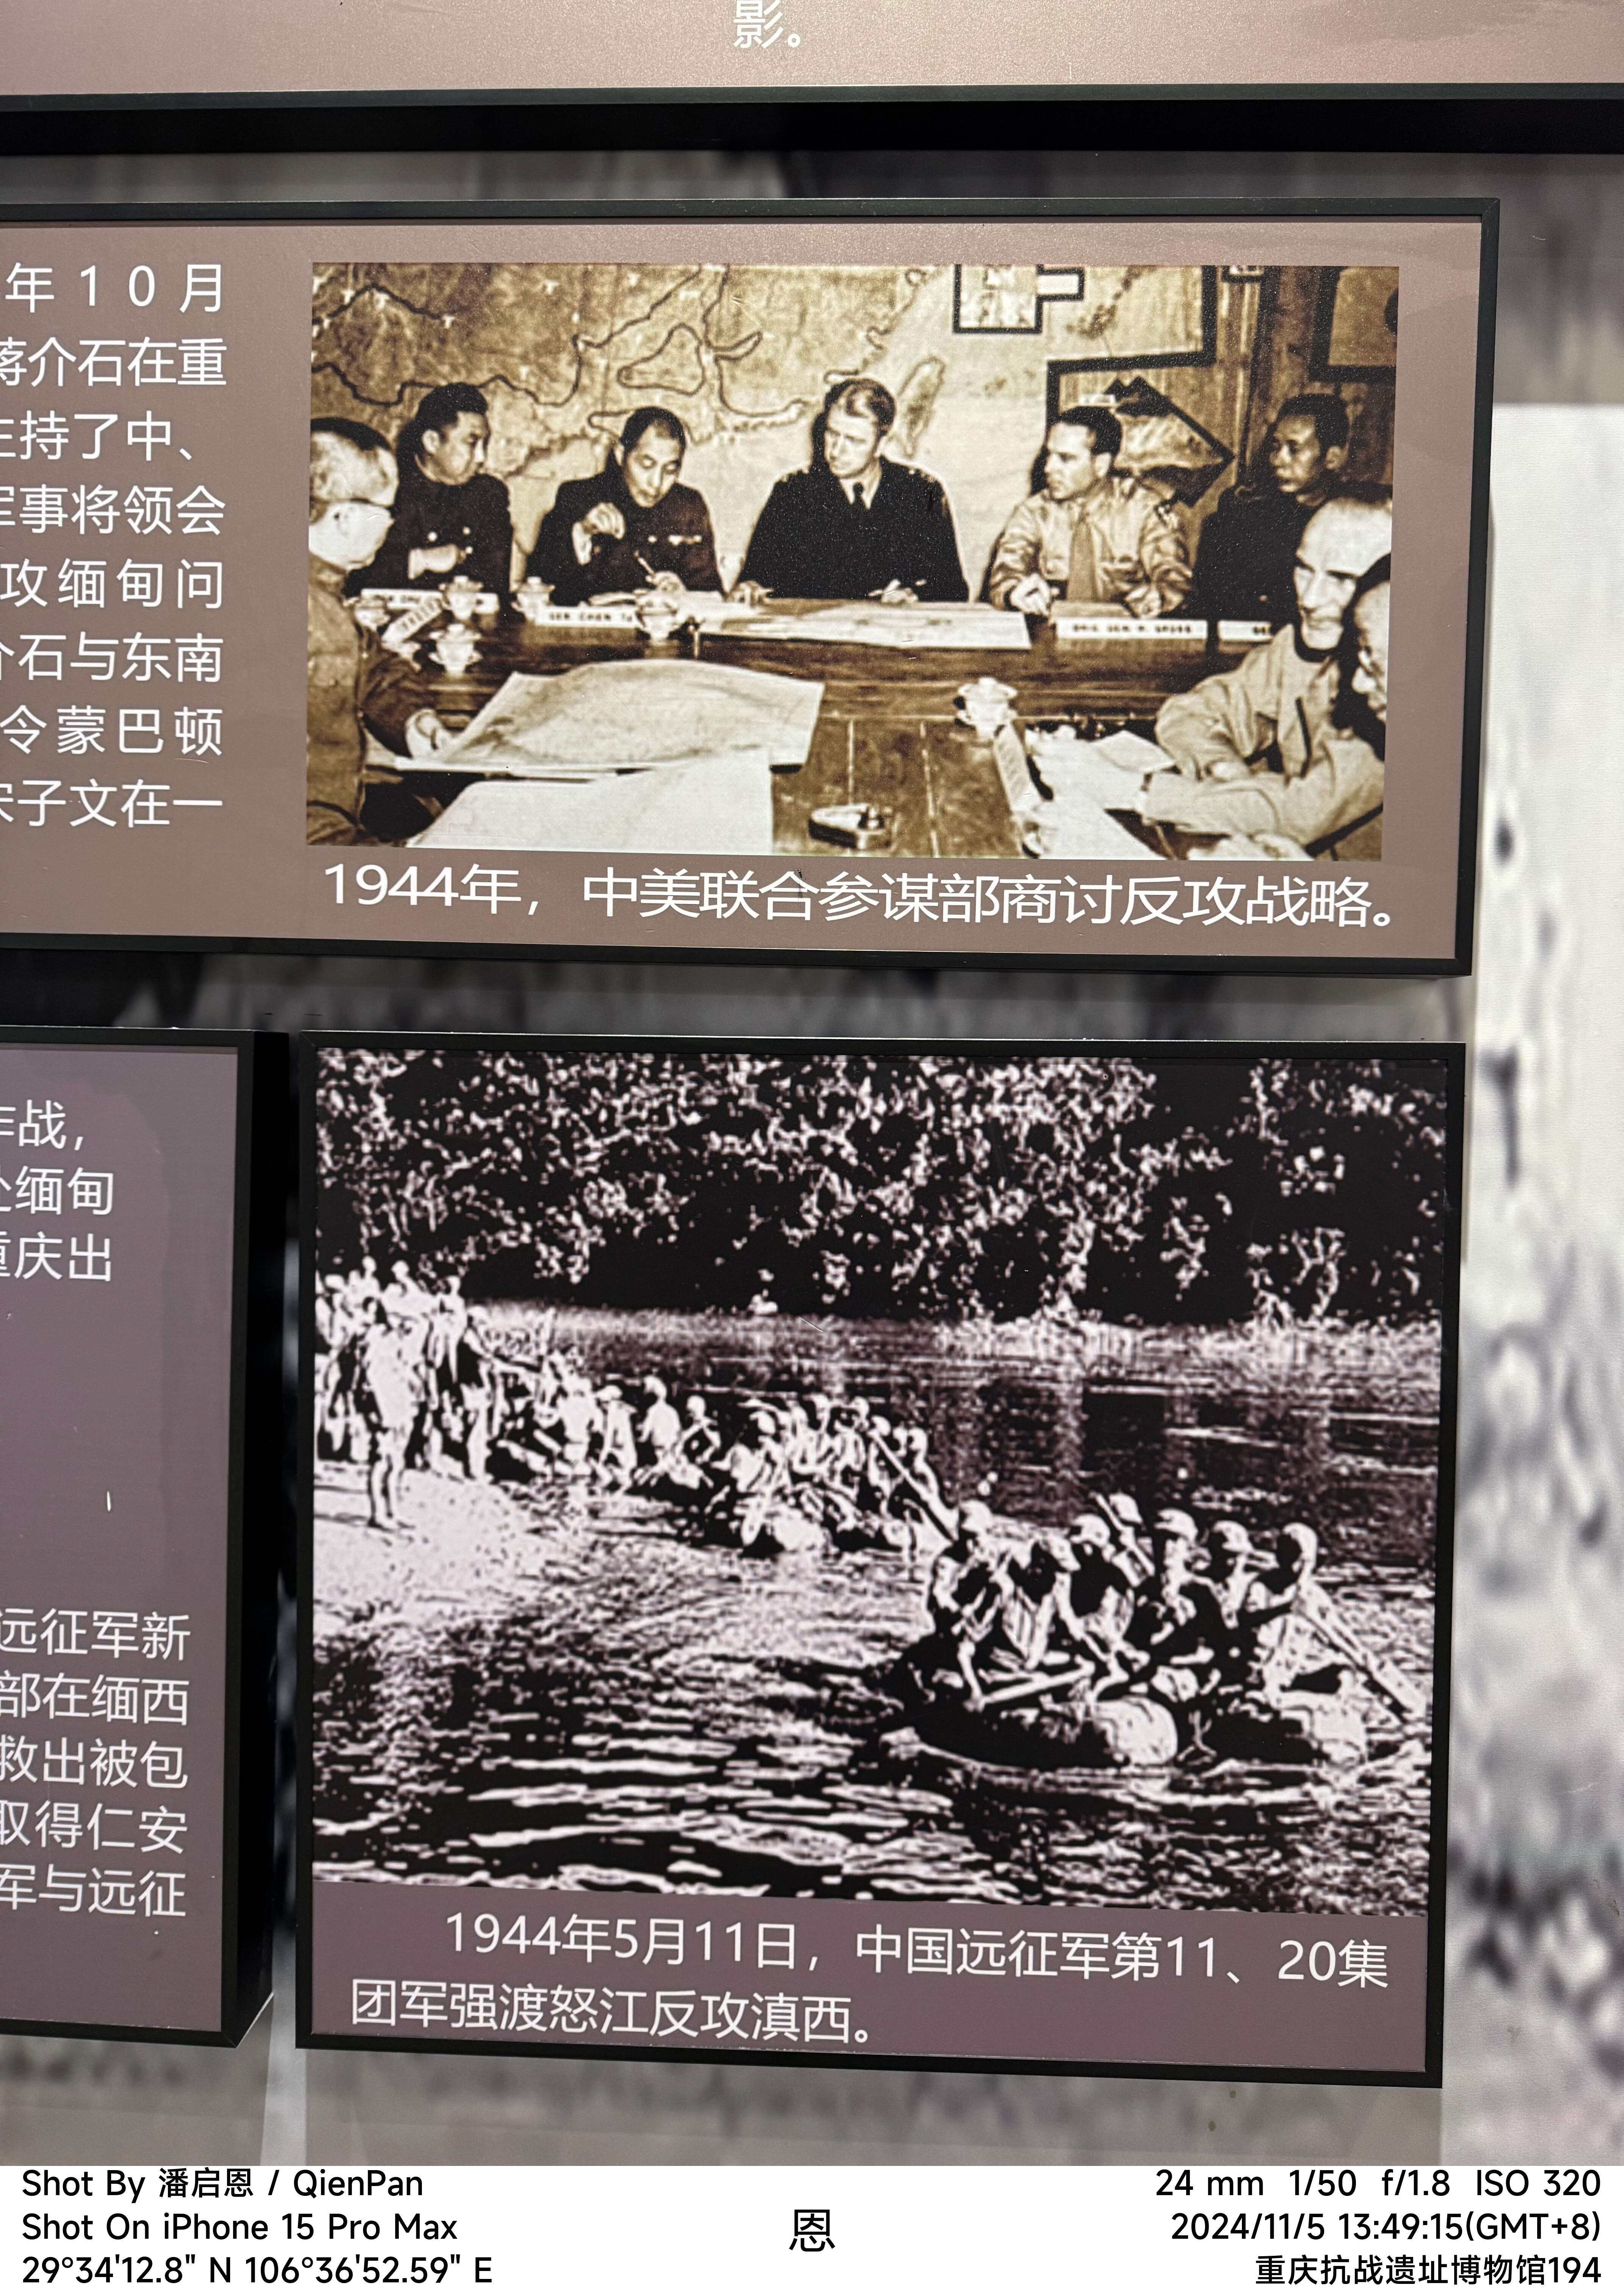 影。
年10月
蒋介石在重
主持了中、
军事将领会
攻缅甸问
介石与东南
令蒙巴顿
宋子文在一
1944年，中美联合参谋部商讨反攻战略。
作战，
赴缅甸
重庆出
远征军新
部在缅西
救出被包
取得仁安
军与远征
1944年5月11日，中国远征军第11、20集
团军强渡怒江反攻滇西。
Shot By 潘启恩 / QienPan
Shot On iPhone 15 Pro Max
29°34'12.8" N 106°36'52.59" E
恩
24 mm 1/50 f/1.8 ISO 320
2024/11/5 13:49:15(GMT+8)
重庆抗战遗址博物馆194